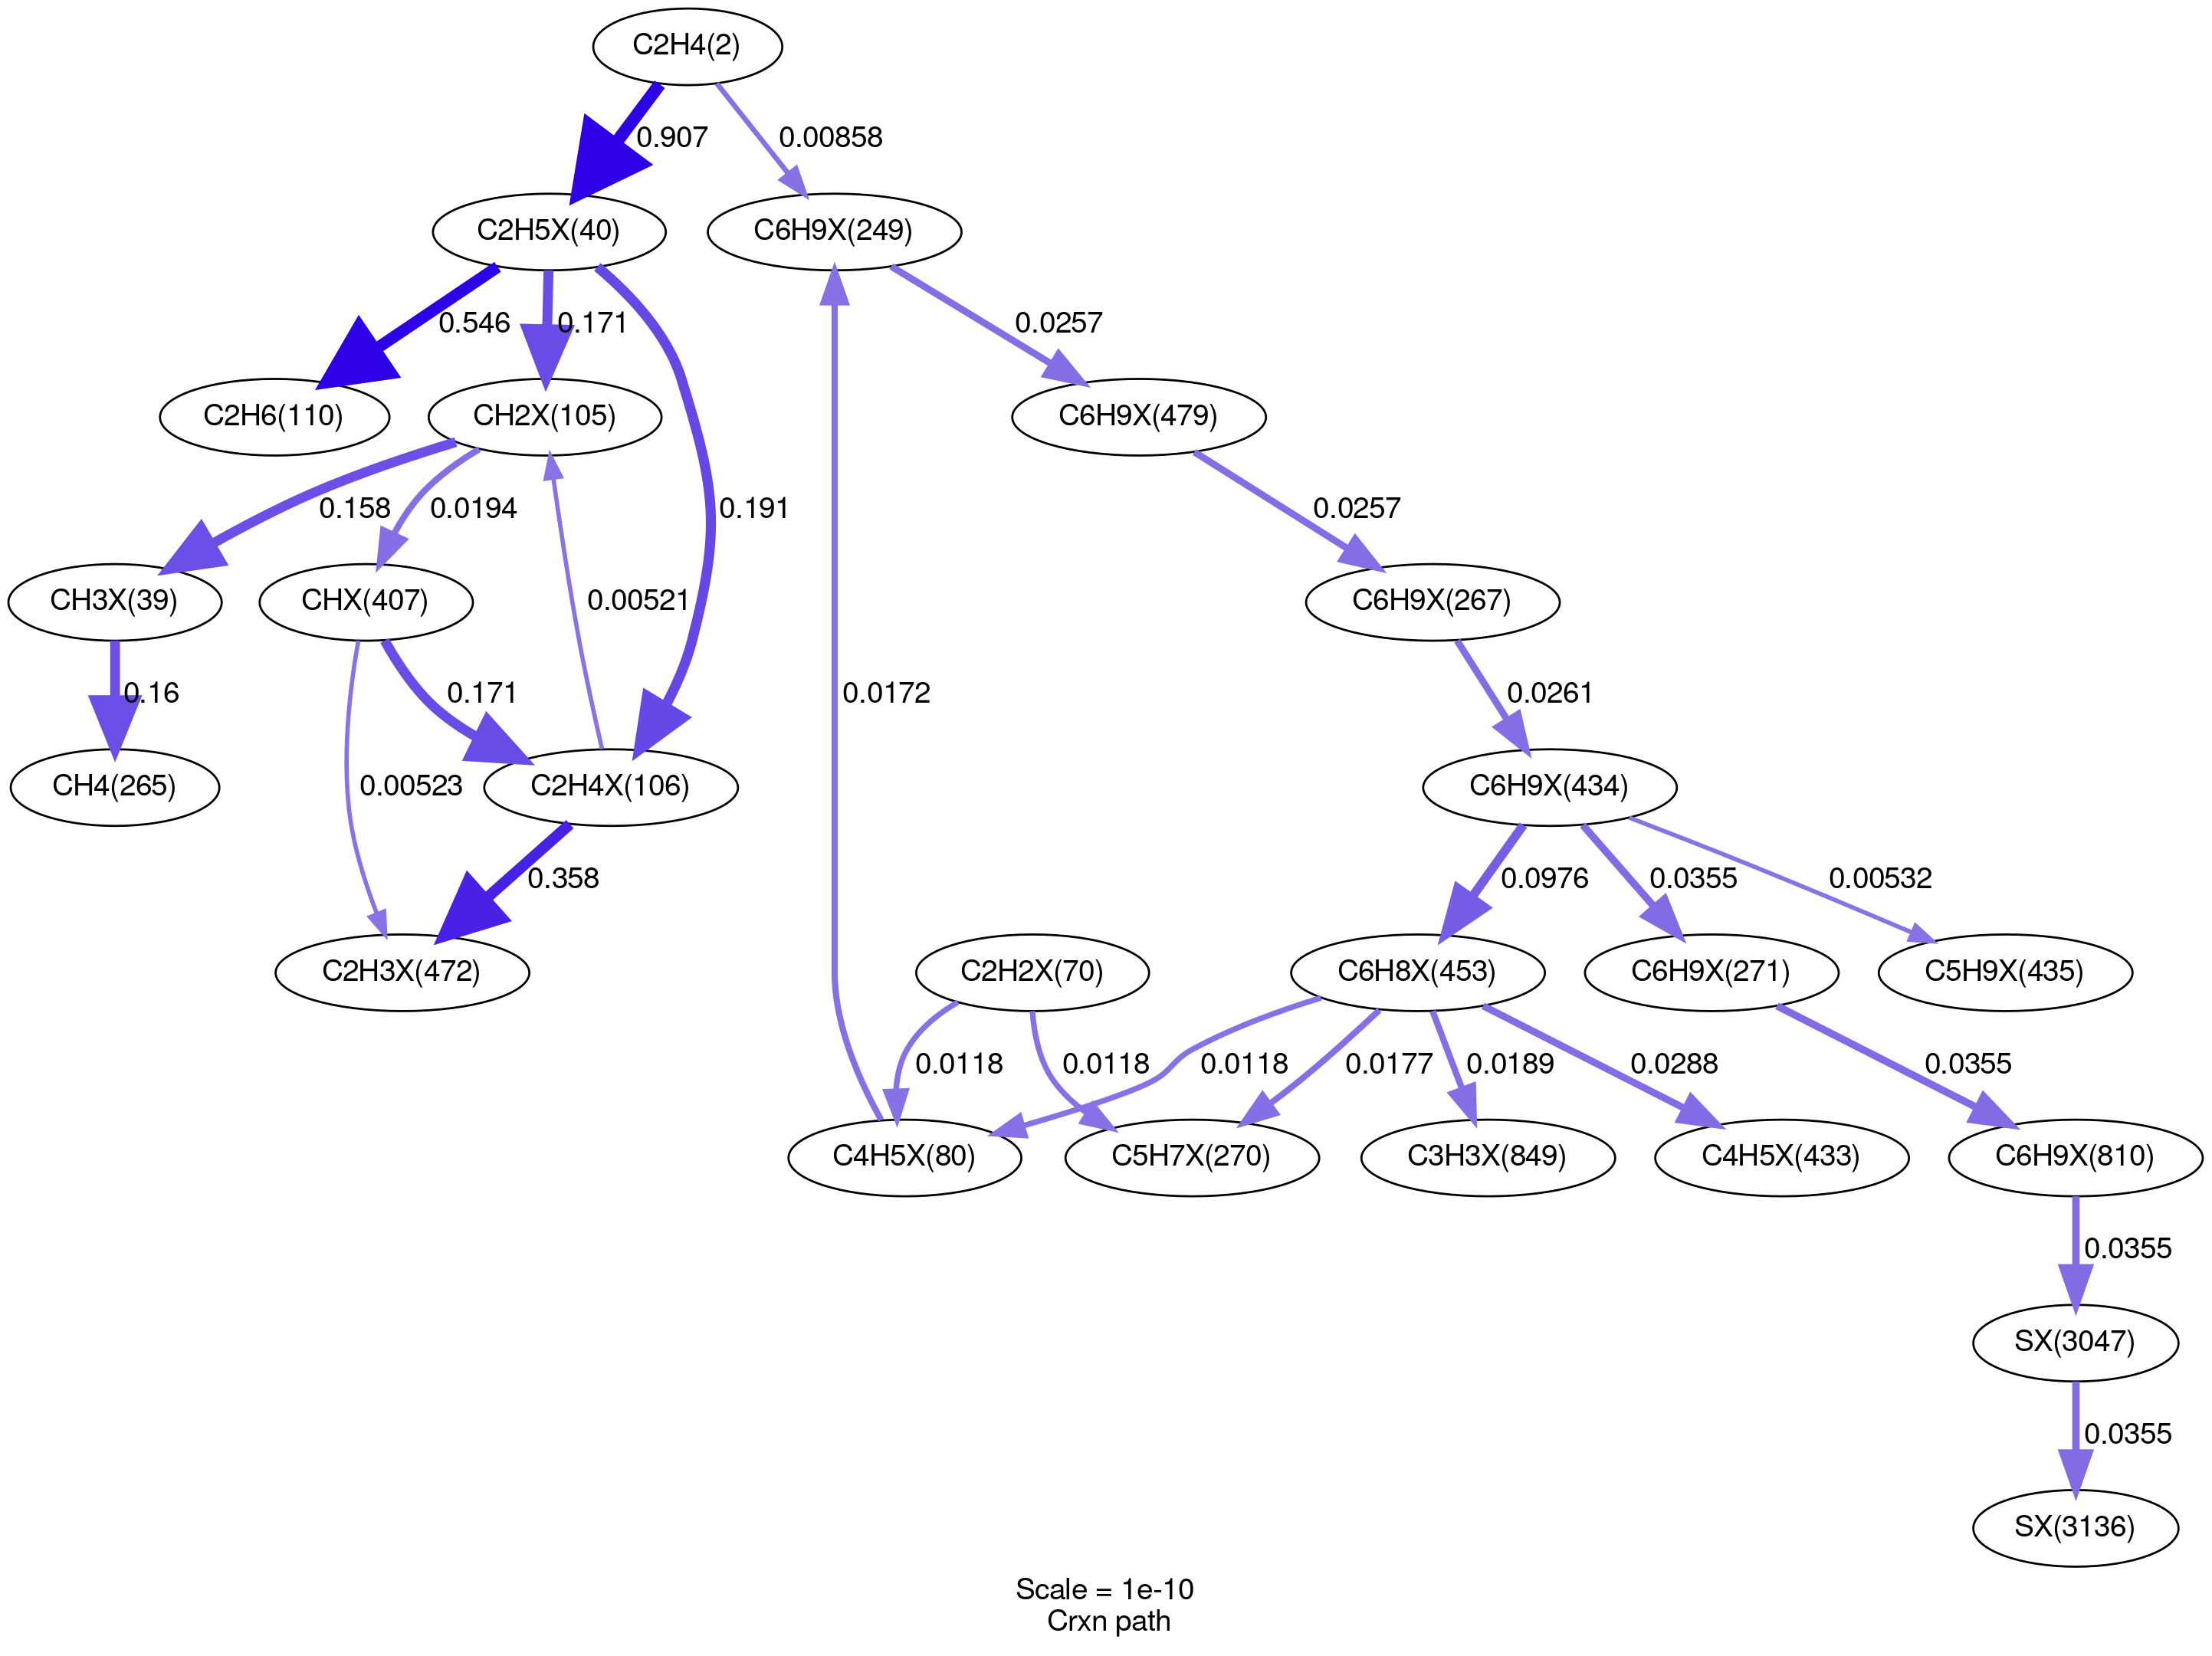 C2H4(2)
0.907
0.00858
C2H5X(40)
C6H9X(249)
0.546
0.171
0.0257
C2H6(110)
CH2X(105)
C6H9X(479)
0.158
0.0194
0.191
0.0257
CH3X(39)
CHX(407)
0.00521
C6H9X(267)
0.16
0.171
0.0172
0.0261
CH4(265)
0.00523
C2H4X(106)
C6H9X(434)
0.358
0.0976
0.0355
0.00532
C2H3X(472)
C2H2X(70)
C6H8X(453)
C6H9X(271)
C5H9X(435)
0.0118
0.0118
0.0118
0.0177
0.0189
0.0288
0.0355
C4H5X(80)
C5H7X(270)
C3H3X(849)
C4H5X(433)
C6H9X(810)
0.0355
SX(3047)
0.0355
SX(3136)
Scale = 1e-10
Crxn path